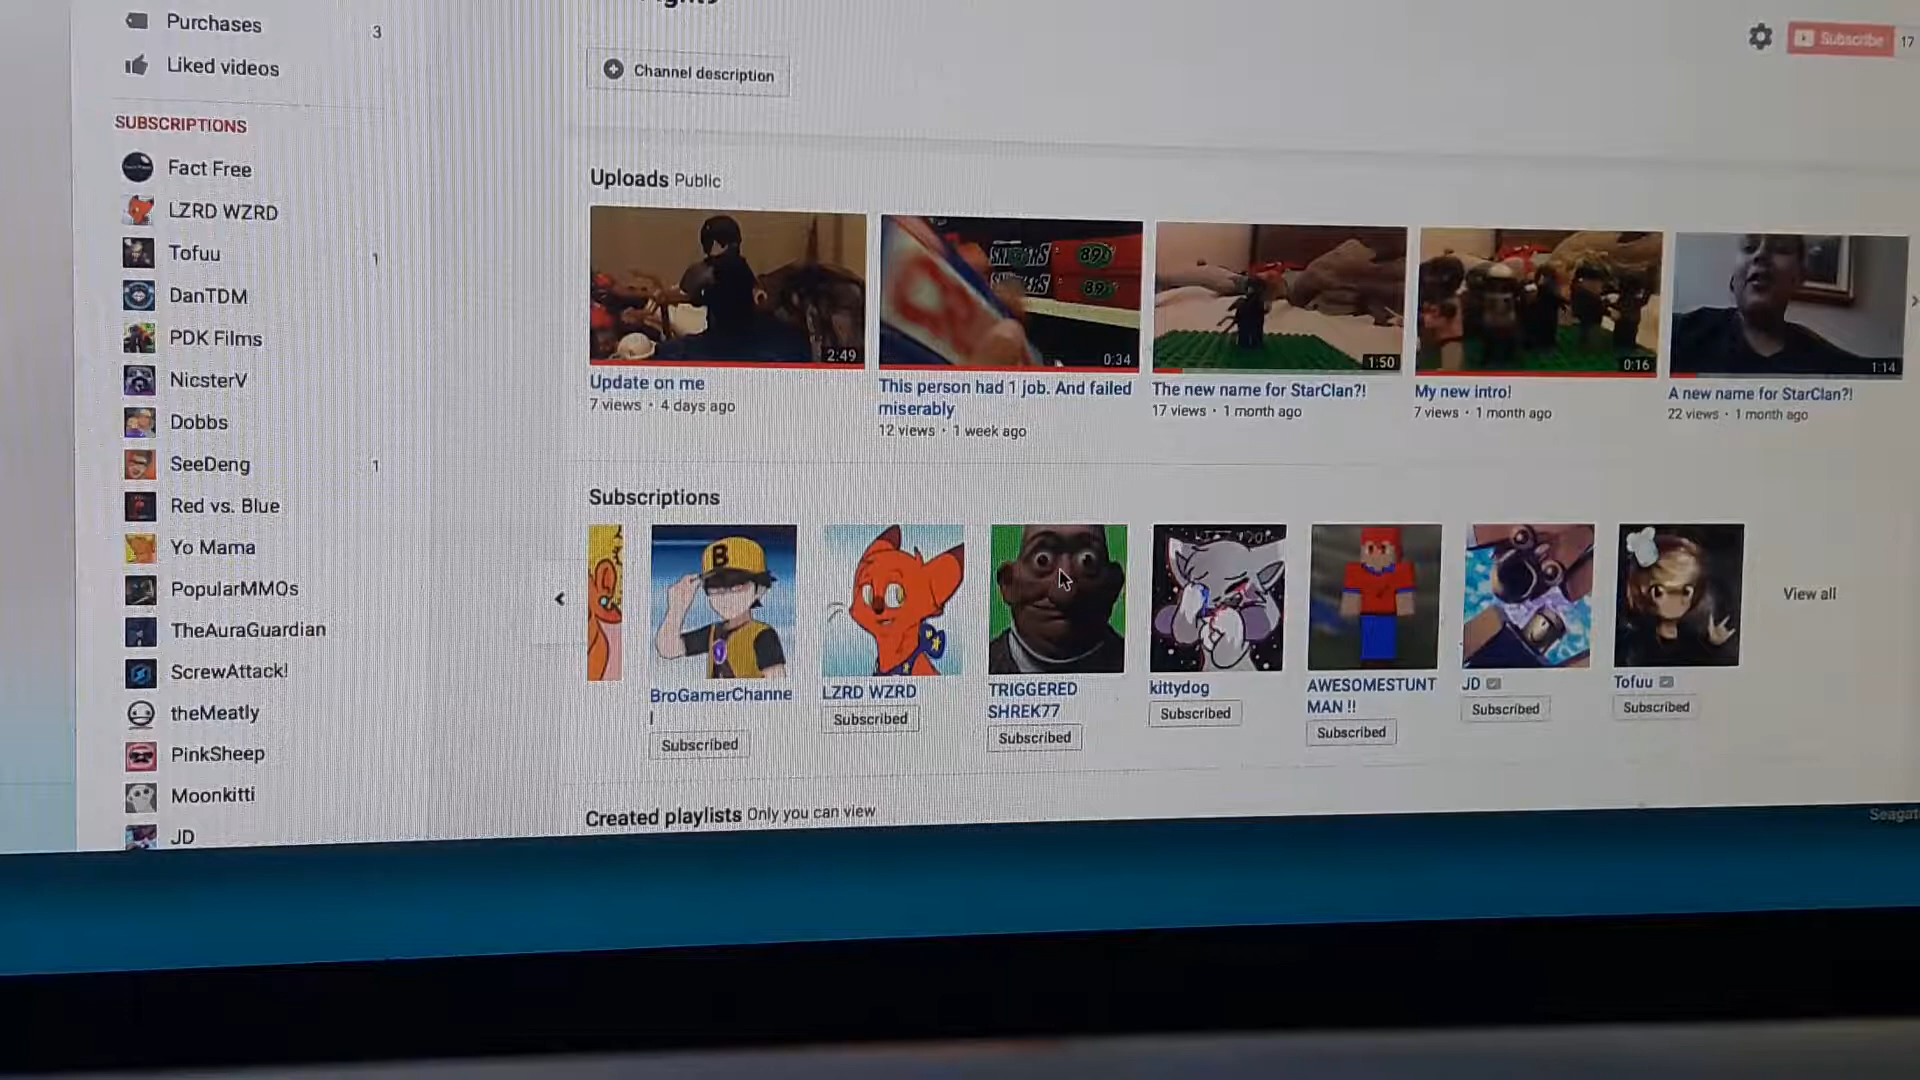 Purchases
3
Liked videos
SUBSCRIPTIONS
Fact Free
LZRD WZRD
Tofuu
1
DanTDM
PDK Films
NicsterV
Dobbs
SeeDeng
1
Red vs. Blue
Yo Mama
PopularMMOs
TheAuraGuardian
ScrewAttack!
theMeatly
PinkSheep
Moonkitti
JD
Channel description
Subscribe
17
Uploads Public
2:49
SNICKERS 89¢
89¢
0:34
1:50
0:16
1:14
Update on me
7 views • 4 days ago
This person had 1 job. And failed
miserably
12 views • 1 week ago
The new name for StarClan?!
17 views • 1 month ago
My new intro!
7 views • 1 month ago
A new name for StarClan?!
22 views • 1 month ago
Subscriptions
B
BroGamerChanne
l
Subscribed
LZRD WZRD
Subscribed
TRIGGERED
SHREK77
Subscribed
kittydog
Subscribed
AWESOMESTUNT
MAN !!
Subscribed
JD
Subscribed
Tofuu
Subscribed
View all
Created playlists Only you can view